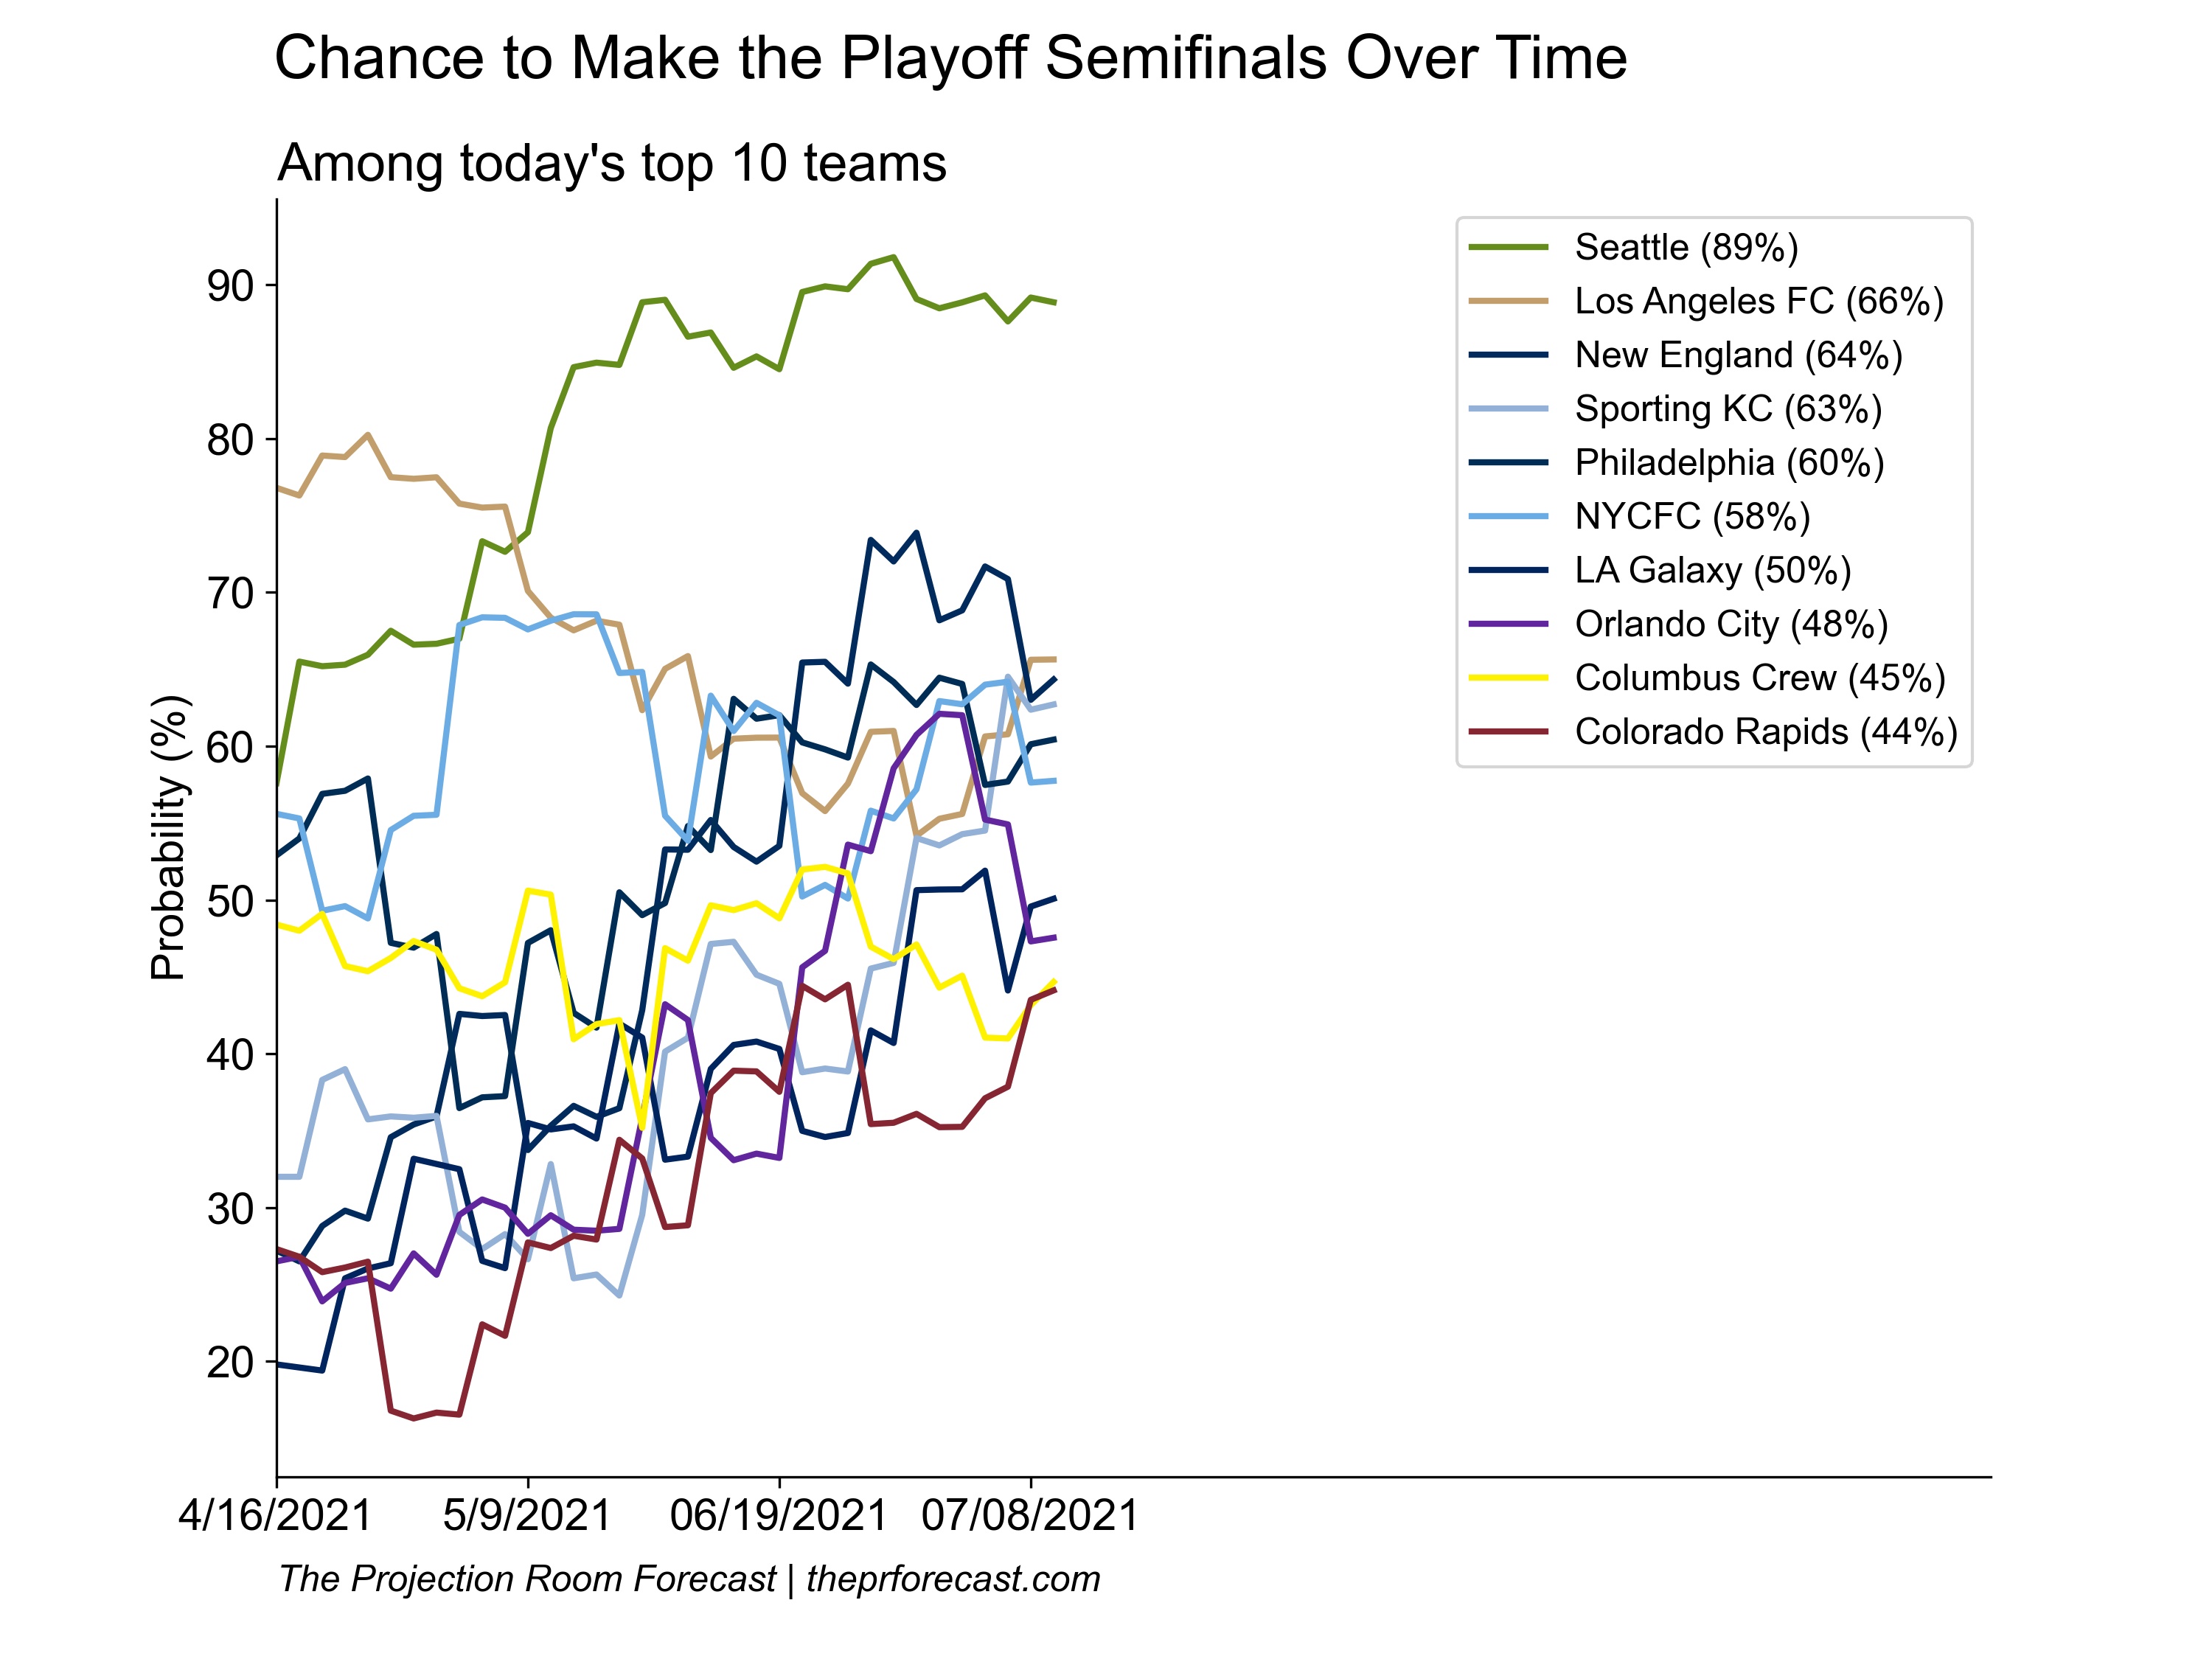 Chance to Make the Playoff Semifinals Over Time
Among today's top 10 teams
Seattle (89%)
Los Angeles FC (66%)
New England (64%)
Sporting KC (63%)
Philadelphia (60%)
NYCFC (58%)
LA Galaxy (50%)
Orlando City (48%)
Columbus Crew (45%)
Colorado Rapids (44%)
Probability (%)
90
80
70
60
50
40
30
20
4/16/2021 5/9/2021 06/19/2021 07/08/2021
The Projection Room Forecast | theprforecast.com